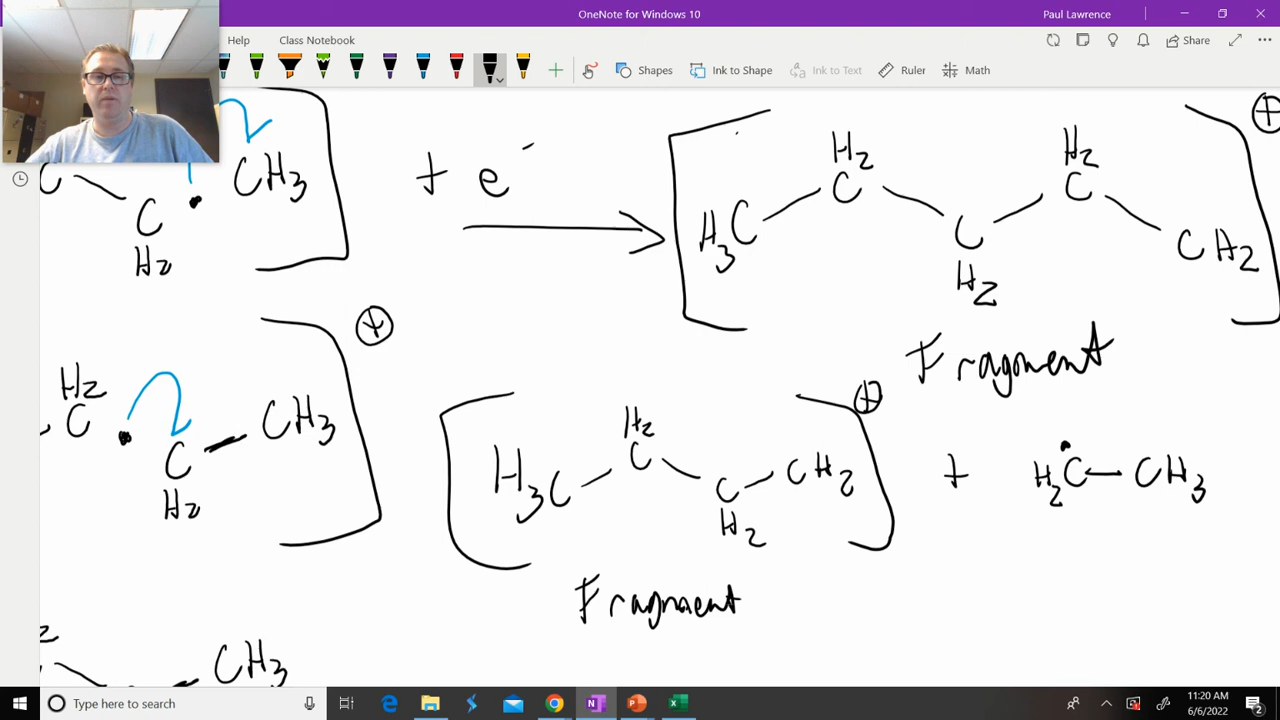 OneNote for Windows 10
Paul Lawrence
Help
Class Notebook
Share
Shapes
Ink to Shape
Ink to Text
Ruler
Math
C
C
H2
CH3
+ e-
H3C
H2
C
C
H2
H2
C
CH2
+
Fragment
+
H2
C
C
H2
CH3
H3C
H2
C
C
H2
CH2
+
+
H2C
CH3
Fragment
2
CH3
Type here to search
11:20 AM
6/6/2022
2